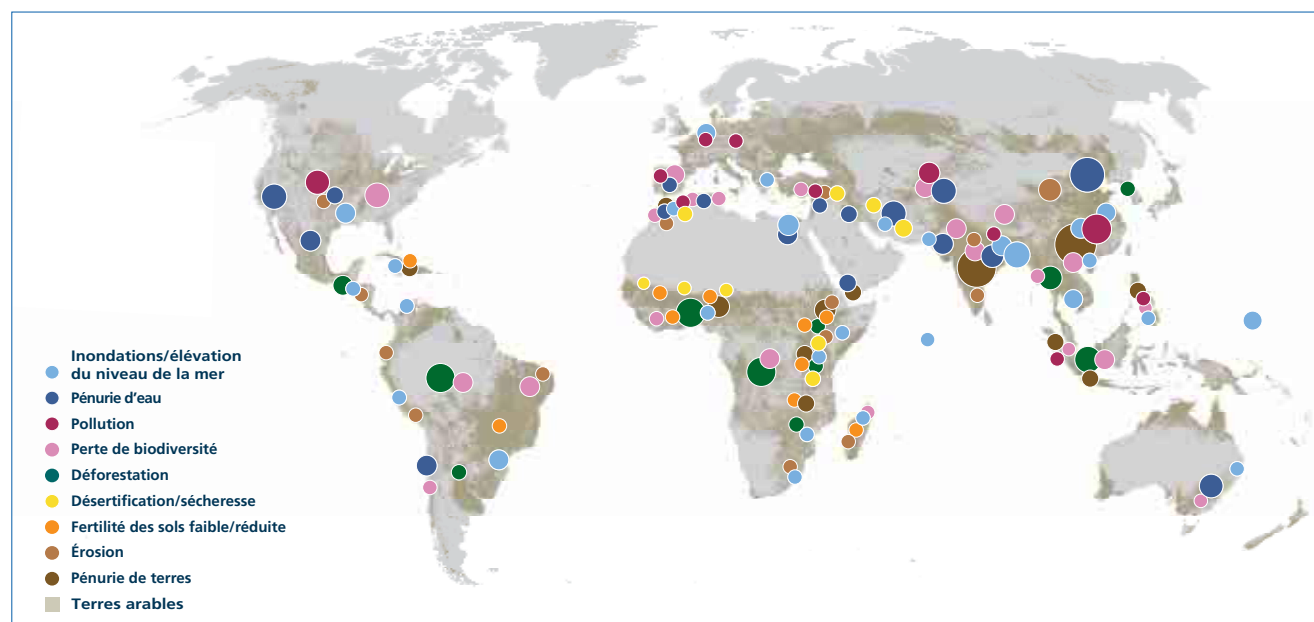 Inondations/élévation
du niveau de la mer
Pénurie d'eau
Pollution
Perte de biodiversité
Déforestation
Désertification/sécheresse
Fertilité des sols faible/réduite
Érosion
Pénurie de terres
Terres arables